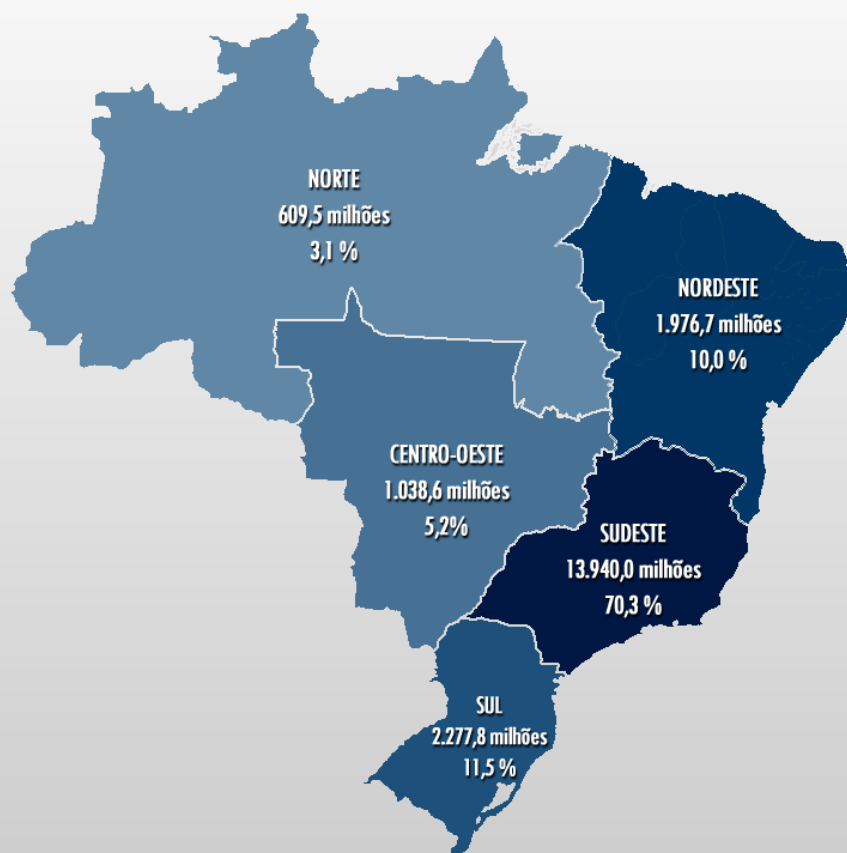 NORTE
609,5 milhões
3,1 %
NORDESTE
1.976,7 milhões
10,0 %
CENTRO-OESTE
1.038,6 milhões
5,2%
SUDESTE
13.940,0 milhões
70,3 %
SUL
2.277,8 milhões
11,5 %